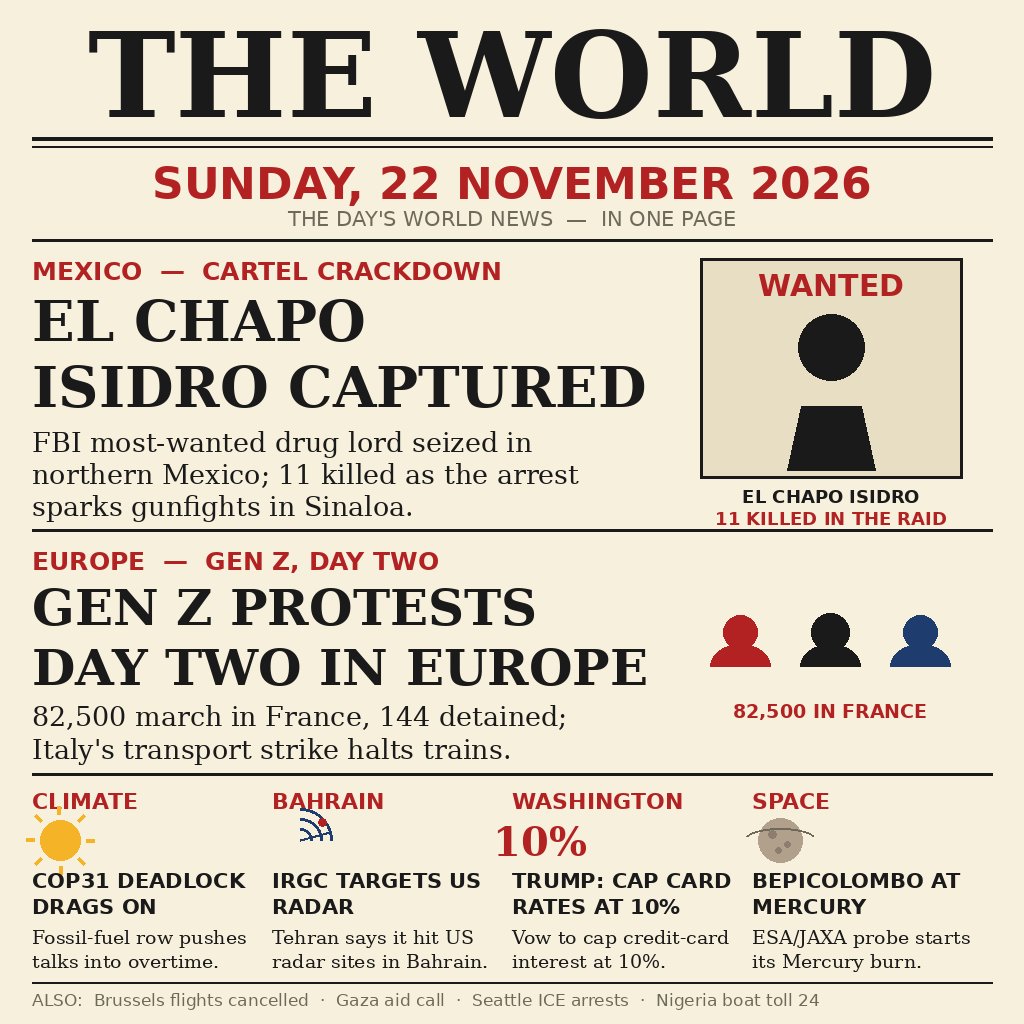 THE WORLD
SUNDAY, 22 NOVEMBER 2026
THE DAY'S WORLD NEWS — IN ONE PAGE
MEXICO — CARTEL CRACKDOWN
EL CHAPO
ISIDRO CAPTURED
FBI most-wanted drug lord seized in
northern Mexico; 11 killed as the arrest
sparks gunfights in Sinaloa.
WANTED
EL CHAPO ISIDRO
11 KILLED IN THE RAID
EUROPE — GEN Z, DAY TWO
GEN Z PROTESTS
DAY TWO IN EUROPE
82,500 march in France, 144 detained;
Italy's transport strike halts trains.
82,500 IN FRANCE
CLIMATE
COP31 DEADLOCK
DRAGS ON
Fossil-fuel row pushes
talks into overtime.
BAHRAIN
IRGC TARGETS US
RADAR
Tehran says it hit US
radar sites in Bahrain.
WASHINGTON
10%
TRUMP: CAP CARD
RATES AT 10%
Vow to cap credit-card
interest at 10%.
SPACE
BEPICOLOMBO AT
MERCURY
ESA/JAXA probe starts
its Mercury burn.
ALSO: Brussels flights cancelled · Gaza aid call · Seattle ICE arrests · Nigeria boat toll 24